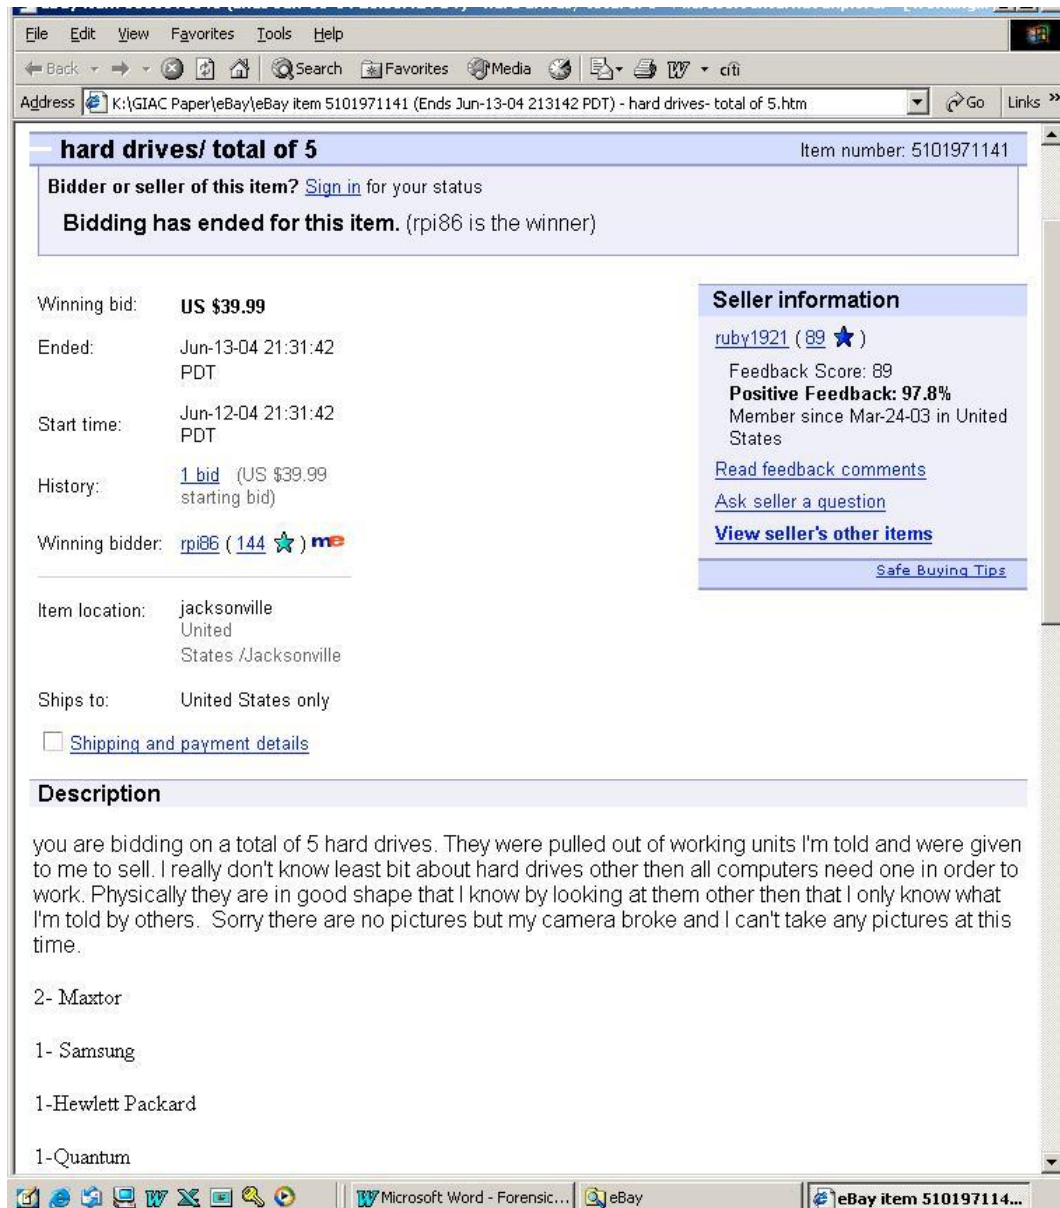 File Edit View Favorites Tools Help
Back Search Favorites Media
Address K:\GIAC Paper\eBay\eBay item 5101971141 (Ends Jun-13-04 213142 PDT) - hard drives- total of 5.htm Go Links »
hard drives/ total of 5 Item number: 5101971141
Bidder or seller of this item? Sign in for your status
Bidding has ended for this item. (rpi86 is the winner)
Winning bid: US $39.99
Ended: Jun-13-04 21:31:42
PDT
Start time: Jun-12-04 21:31:42
PDT
History: 1 bid (US $39.99
starting bid)
Winning bidder: rpi86 ( 144 ) me
Item location: jacksonville
United
States /Jacksonville
Ships to: United States only
Shipping and payment details
Seller information
ruby1921 ( 89 )
Feedback Score: 89
Positive Feedback: 97.8%
Member since Mar-24-03 in United
States
Read feedback comments
Ask seller a question
View seller's other items
Safe Buying Tips
Description
you are bidding on a total of 5 hard drives. They were pulled out of working units I'm told and were given
to me to sell. I really don't know least bit about hard drives other then all computers need one in order to
work. Physically they are in good shape that I know by looking at them other then that I only know what
I'm told by others. Sorry there are no pictures but my camera broke and I can't take any pictures at this
time.
2- Maxtor
1- Samsung
1-Hewlett Packard
1-Quantum
Microsoft Word - Forensic... eBay eBay item 510197114...